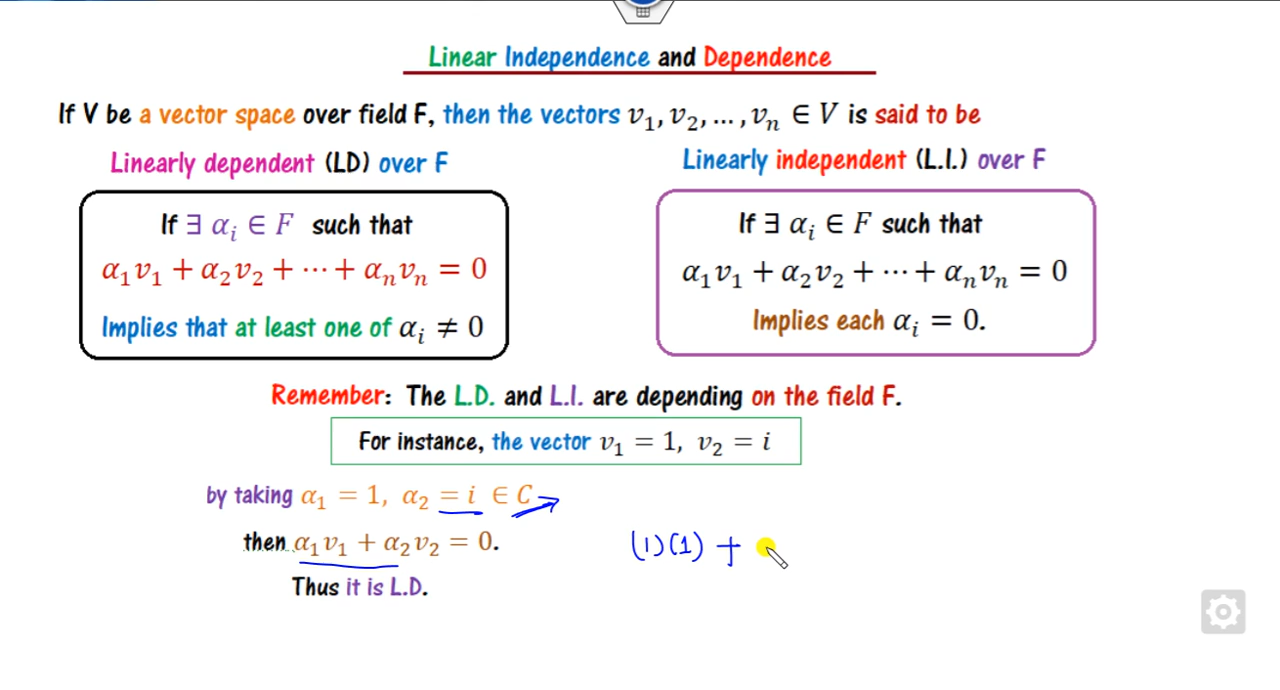 Linear Independence and Dependence
If V be a vector space over field F, then the vectors v₁, v₂, … , vₙ ∈ V is said to be
Linearly dependent (LD) over F
If ∃ αᵢ ∈ F such that
α₁v₁ + α₂v₂ + ⋯ + αₙvₙ = 0
Implies that at least one of αᵢ ≠ 0
Linearly independent (L.I.) over F
If ∃ αᵢ ∈ F such that
α₁v₁ + α₂v₂ + ⋯ + αₙvₙ = 0
Implies each αᵢ = 0.
Remember: The L.D. and L.I. are depending on the field F.
For instance, the vector v₁ = 1, v₂ = i
by taking α₁ = 1, α₂ = i ∈ C
then α₁v₁ + α₂v₂ = 0.
(1)(1) +
Thus it is L.D.